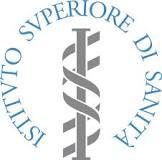 ISTITVTO SVPERIORE DI SANITÀ